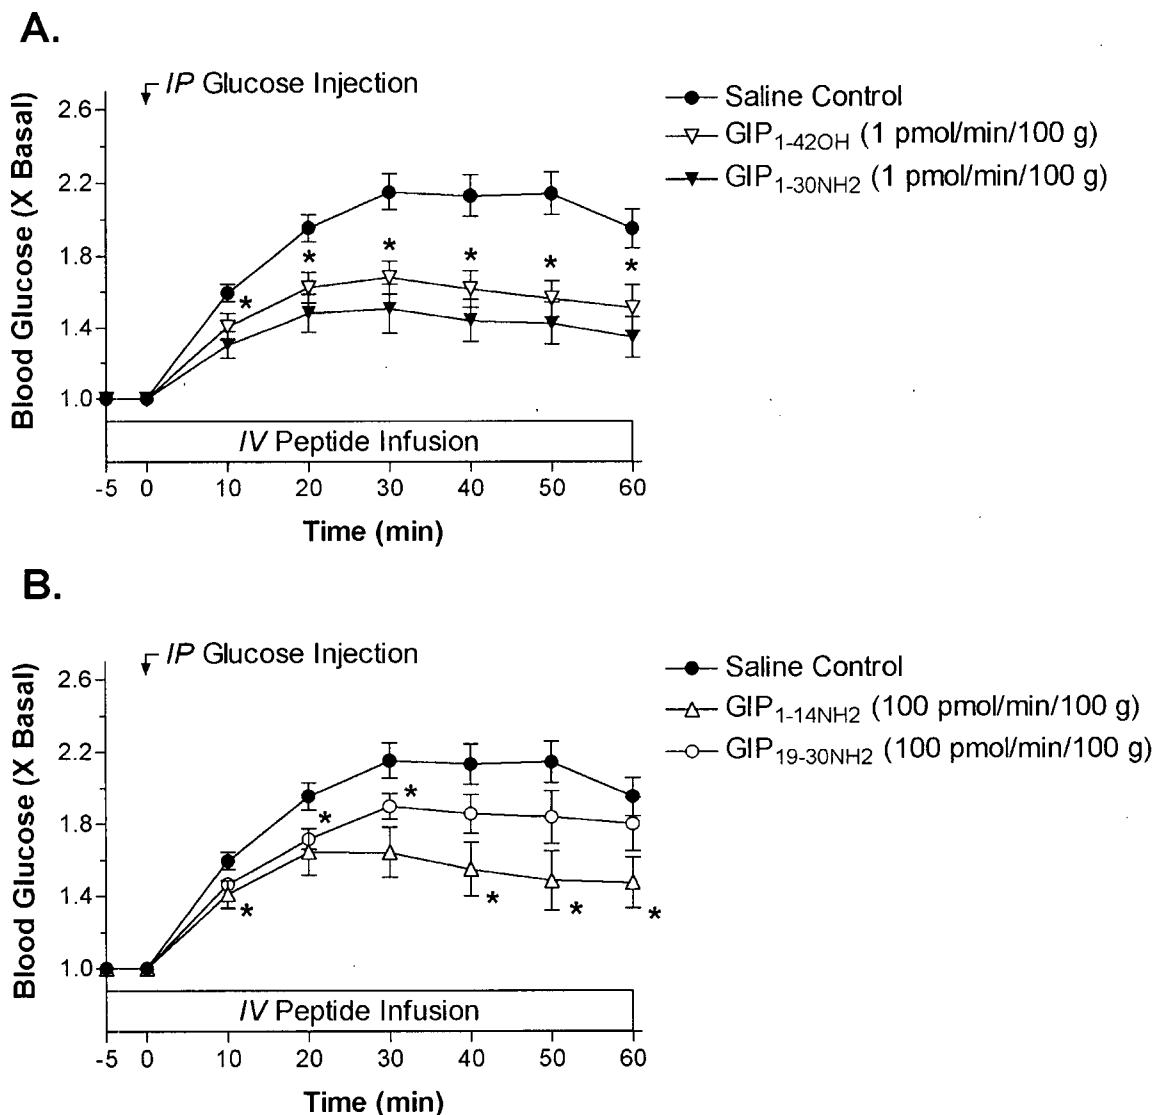 A.
IP Glucose Injection
Saline Control
GIP1-42OH (1 pmol/min/100 g)
GIP1-30NH2 (1 pmol/min/100 g)
Blood Glucose (X Basal)
2.6
2.2
1.8
1.4
1.0
* * * * * *
IV Peptide Infusion
-5 0 10 20 30 40 50 60
Time (min)
B.
IP Glucose Injection
Saline Control
GIP1-14NH2 (100 pmol/min/100 g)
GIP19-30NH2 (100 pmol/min/100 g)
Blood Glucose (X Basal)
2.6
2.2
1.8
1.4
1.0
* * * * * *
IV Peptide Infusion
-5 0 10 20 30 40 50 60
Time (min)